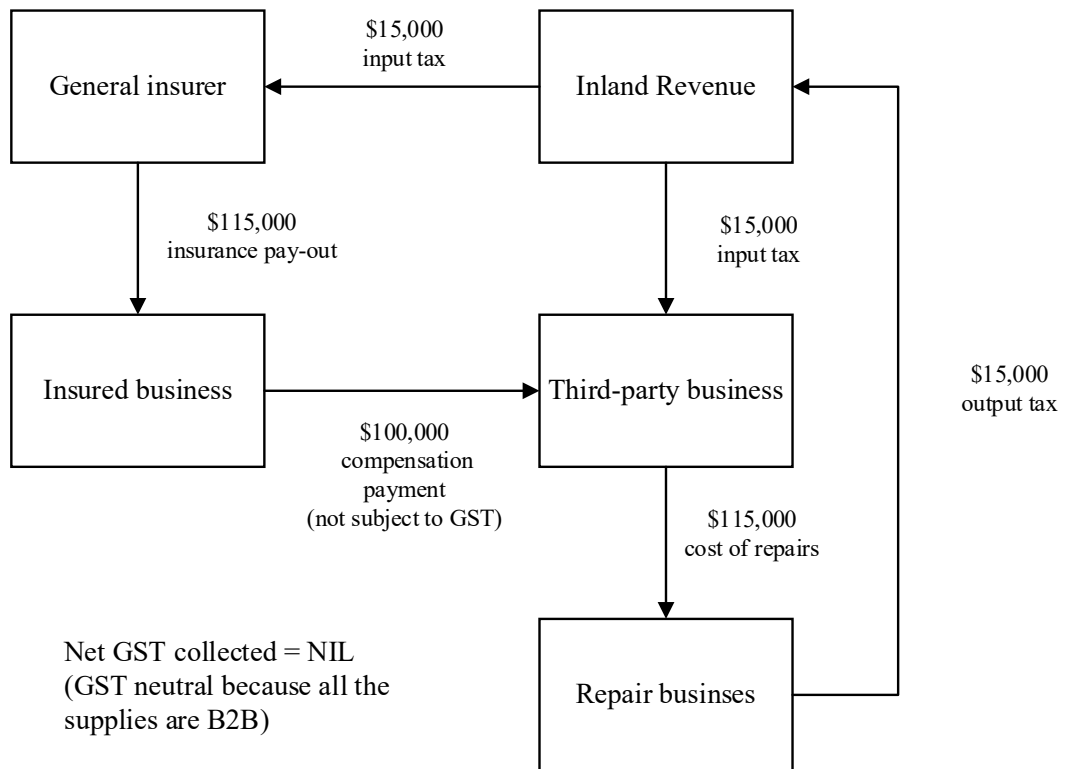 $15,000
input tax
General insurer
Inland Revenue
$115,000
insurance pay-out
$15,000
input tax
Insured business
Third-party business
$15,000
output tax
$100,000
compensation
payment
(not subject to GST)
$115,000
cost of repairs
Net GST collected = NIL
(GST neutral because all the
supplies are B2B)
Repair businses